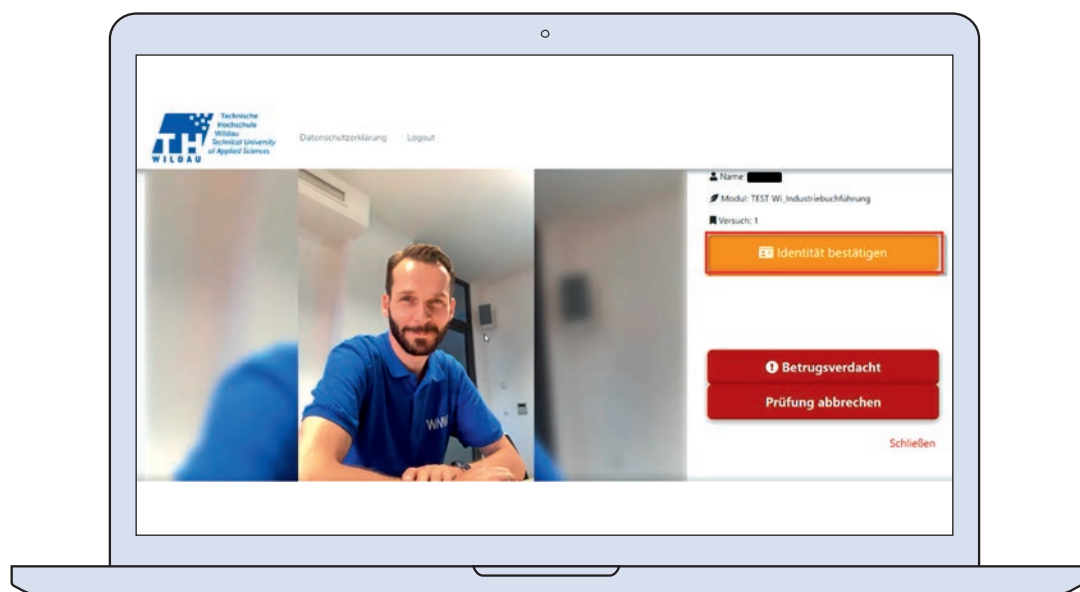 Technische
Hochschule
Wildau
Technical University
of Applied Sciences
TH
WILDAU
Datenschutzerklärung Logout
Name:
Modul: TEST Wi_Industriebuchführung
Versuch: 1
Identität bestätigen
Betrugsverdacht
Prüfung abbrechen
Schließen